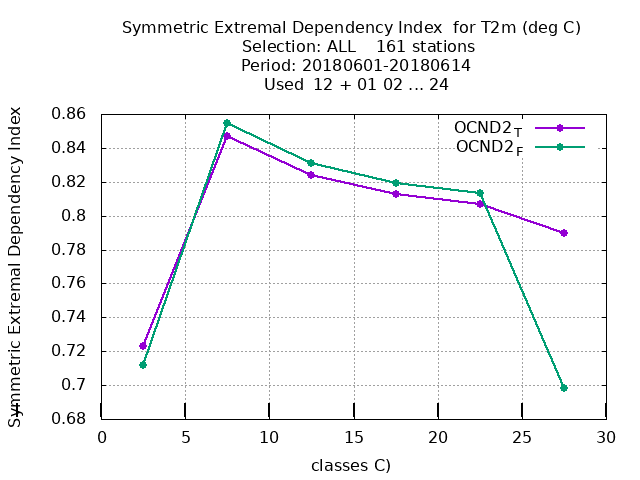 Symmetric Extremal Dependency Index  for T2m (deg C)
Selection: ALL    161 stations
Period: 20180601-20180614
Used  12 + 01 02 ... 24
Symmetric Extremal Dependency Index
OCND2T
OCND2F
0.86
0.84
0.82
0.8
0.78
0.76
0.74
0.72
0.7
0.68
0 5 10 15 20 25 30
classes C)